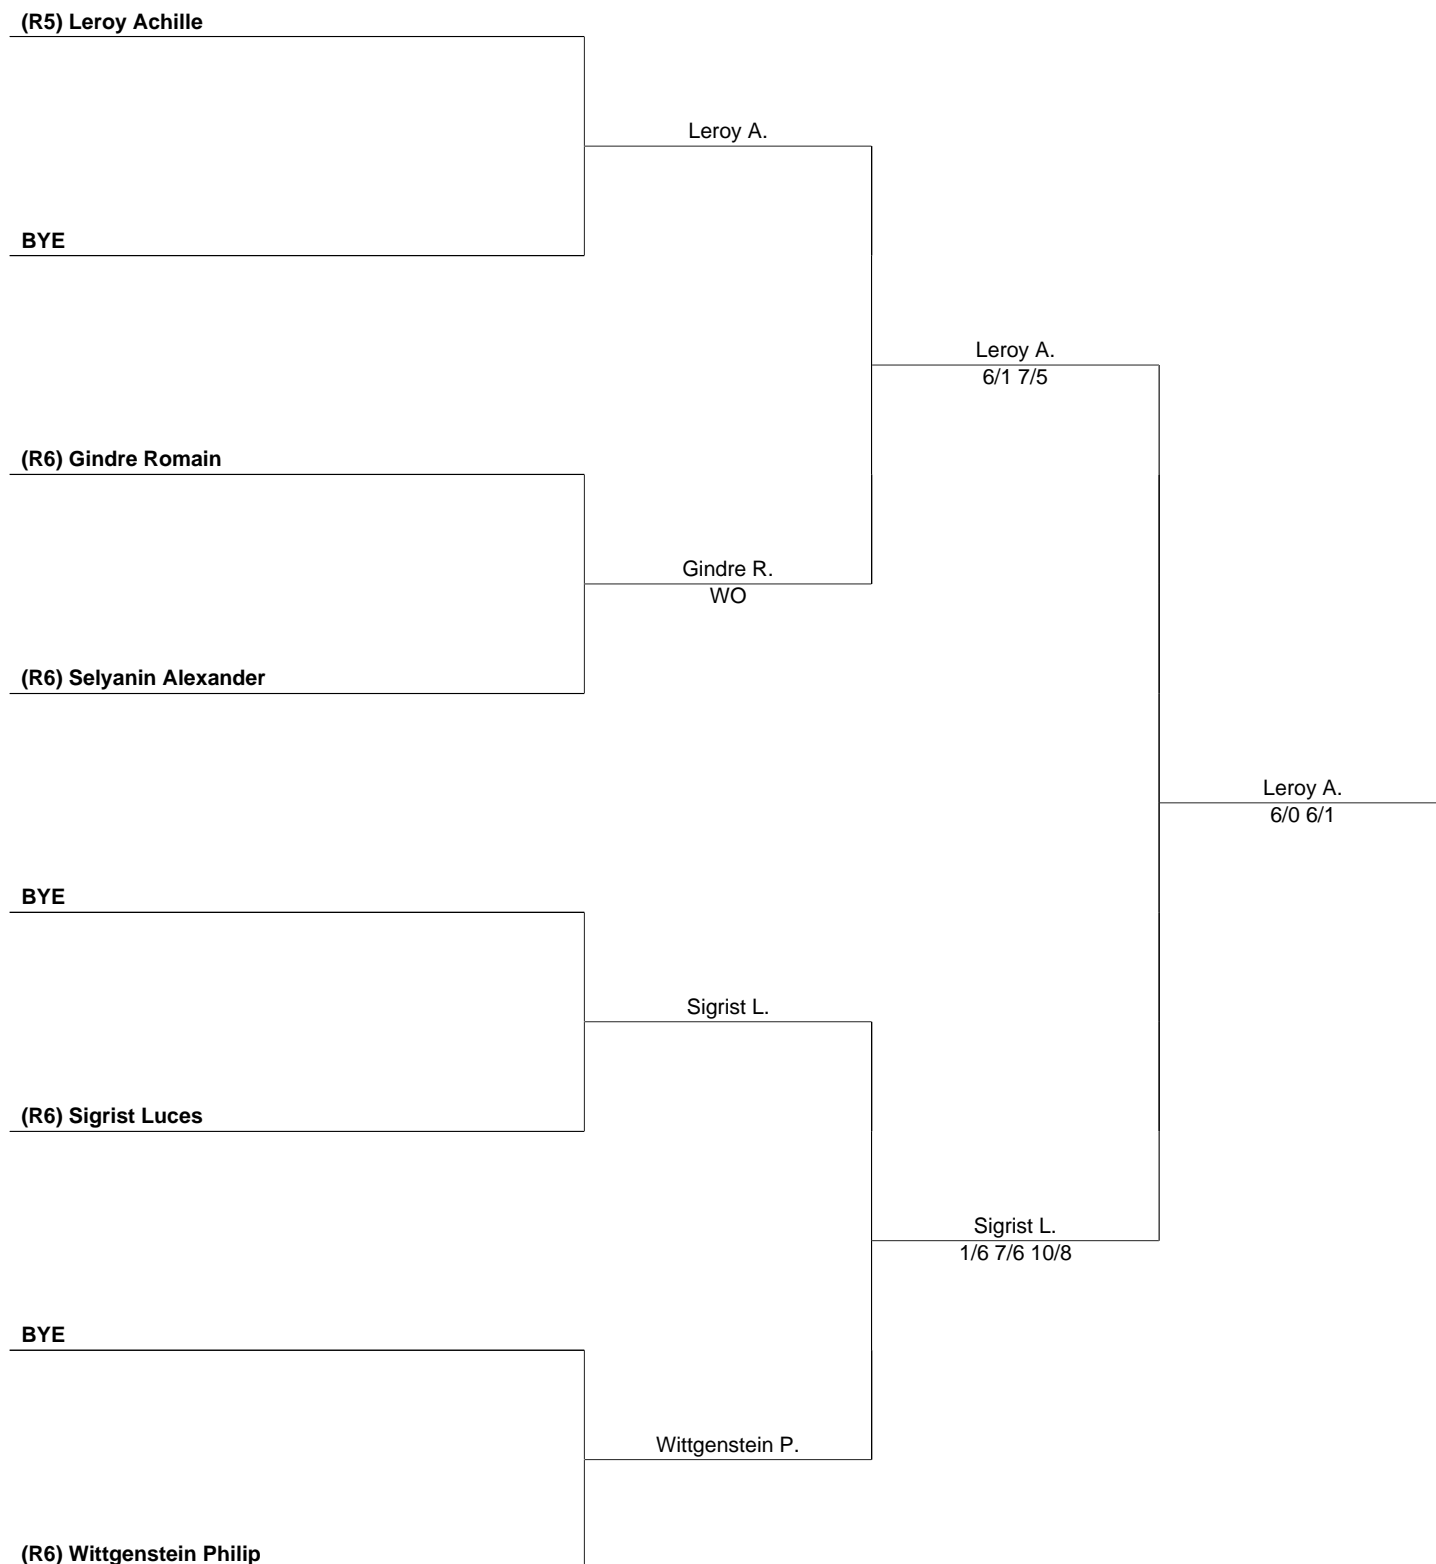 (R5) Leroy Achille
Leroy A.
BYE
Leroy A.
6/1 7/5
(R6) Gindre Romain
Gindre R.
WO
(R6) Selyanin Alexander
Leroy A.
6/0 6/1
BYE
Sigrist L.
(R6) Sigrist Luces
Sigrist L.
1/6 7/6 10/8
BYE
Wittgenstein P.
(R6) Wittgenstein Philip